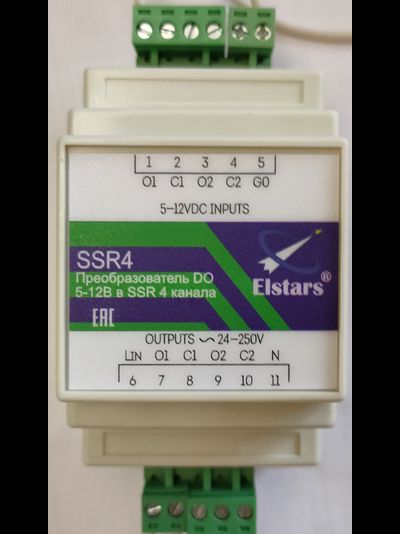 1 2 3 4 5
O1 C1 O2 C2 GO
5-12VDC INPUTS
SSR4
Преобразователь DO
5-12В в SSR 4 канала
Elstars®
EAC
OUTPUTS ~ 24-250V
LIN O1 C1 O2 C2 N
6 7 8 9 10 11